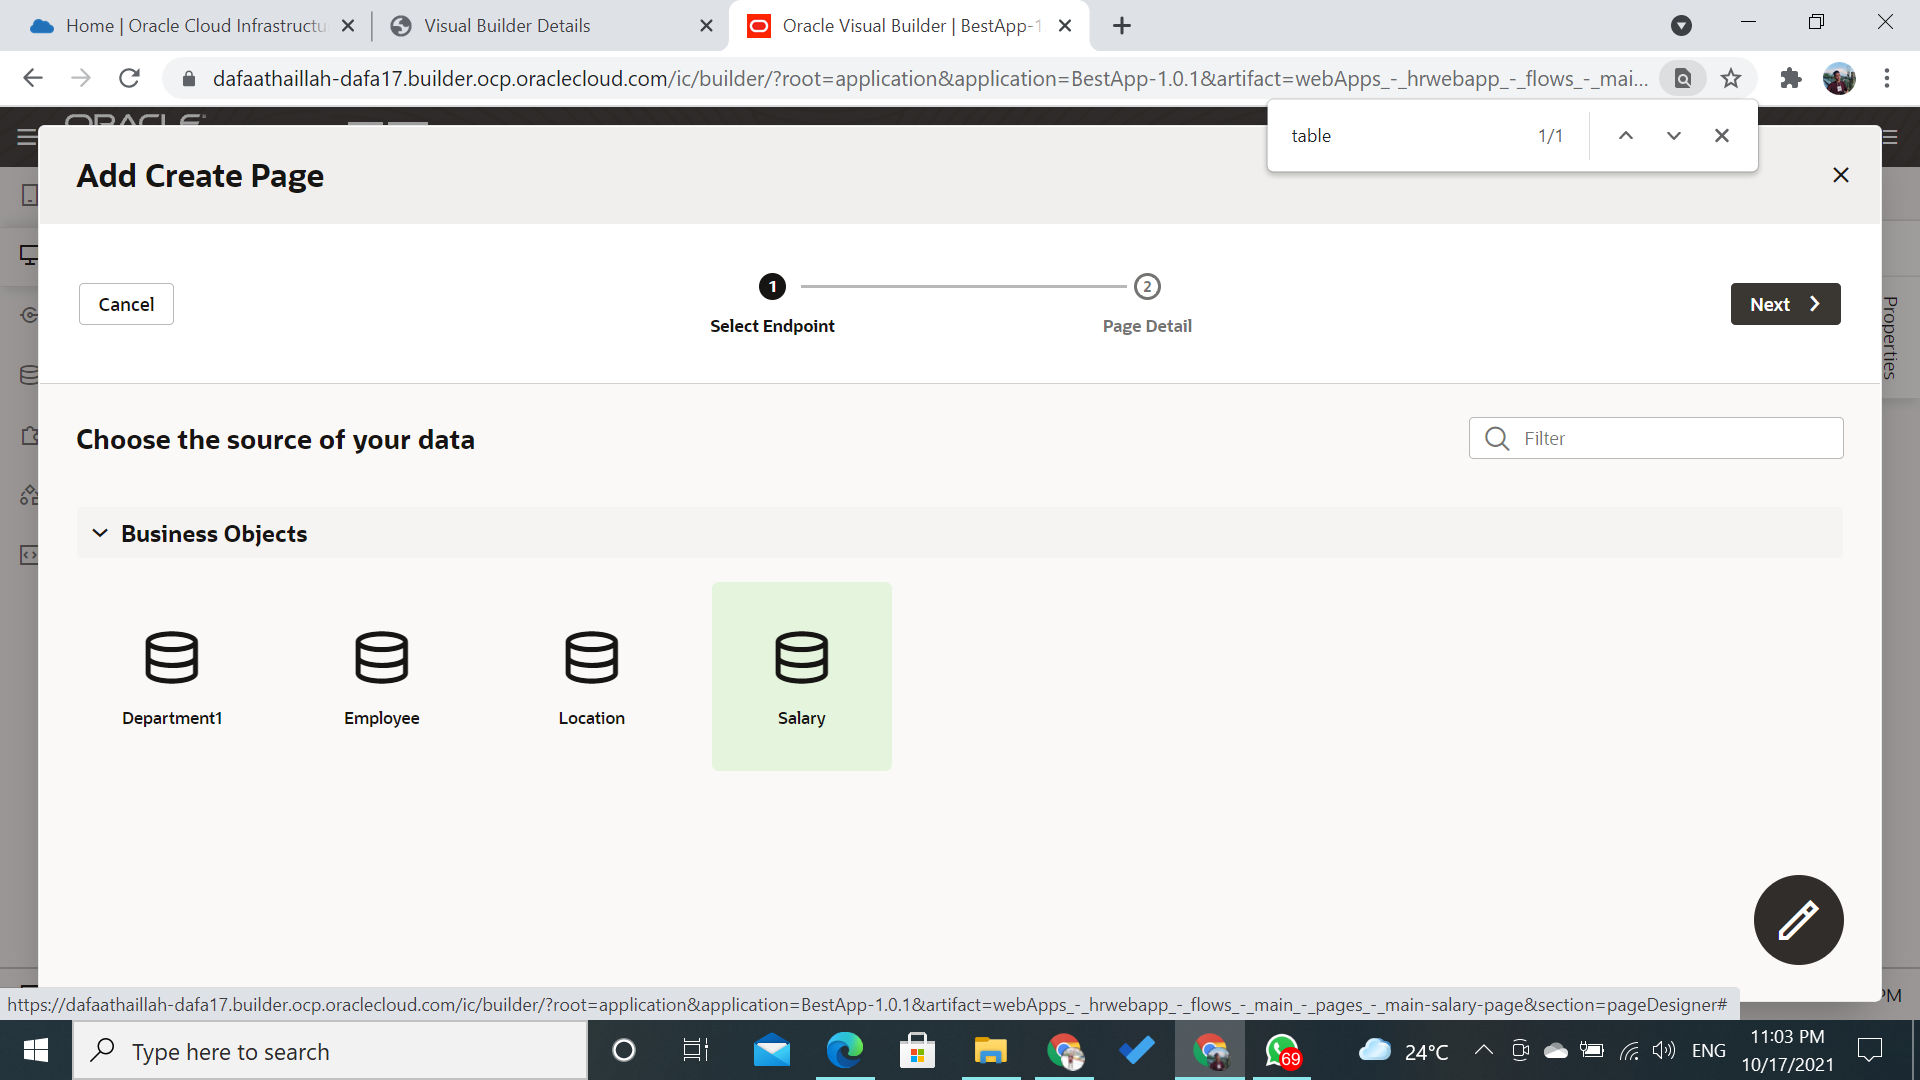 Home | Oracle Cloud Infrastructu
Visual Builder Details
Oracle Visual Builder | BestApp-1
dafaathaillah-dafa17.builder.ocp.oraclecloud.com/ic/builder/?root=application&application=BestApp-1.0.1&artifact=webApps_-_hrwebapp_-_flows_-_mai...
ORACLE
table
1/1
Add Create Page
Cancel
1
2
Select Endpoint
Page Detail
Next
Properties
Choose the source of your data
Filter
Business Objects
Department1
Employee
Location
Salary
https://dafaathaillah-dafa17.builder.ocp.oraclecloud.com/ic/builder/?root=application&application=BestApp-1.0.1&artifact=webApps_-_hrwebapp_-_flows_-_main_-_pages_-_main-salary-page&section=pageDesigner#
PM
Type here to search
69
24°C
ENG
11:03 PM
10/17/2021